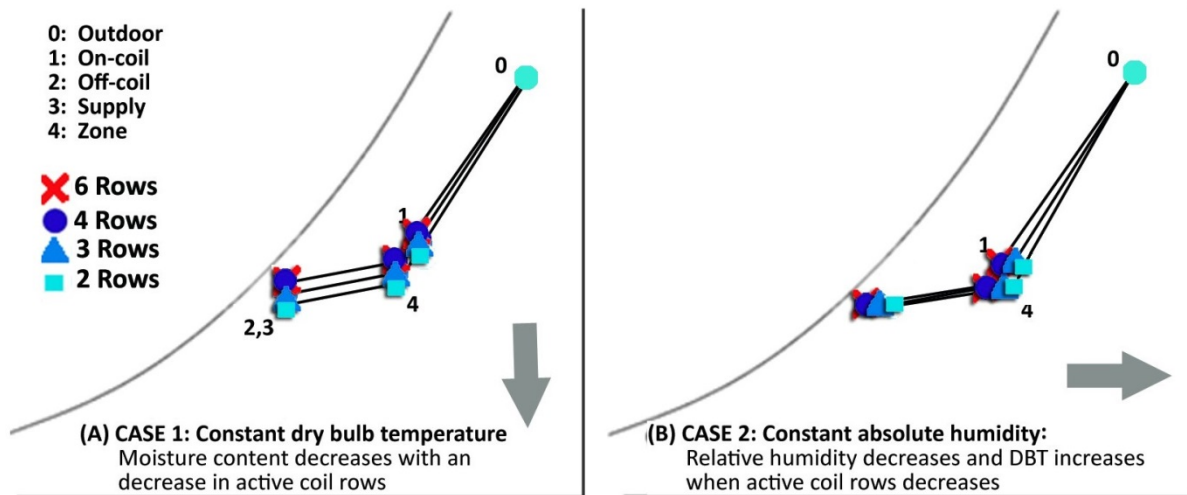 0: Outdoor
1: On-coil
2: Off-coil
3: Supply
4: Zone
6 Rows
4 Rows
3 Rows
2 Rows
0
1
4
2,3
(A) CASE 1: Constant dry bulb temperature
Moisture content decreases with an
decrease in active coil rows
0
1
4
(B) CASE 2: Constant absolute humidity:
Relative humidity decreases and DBT increases
when active coil rows decreases